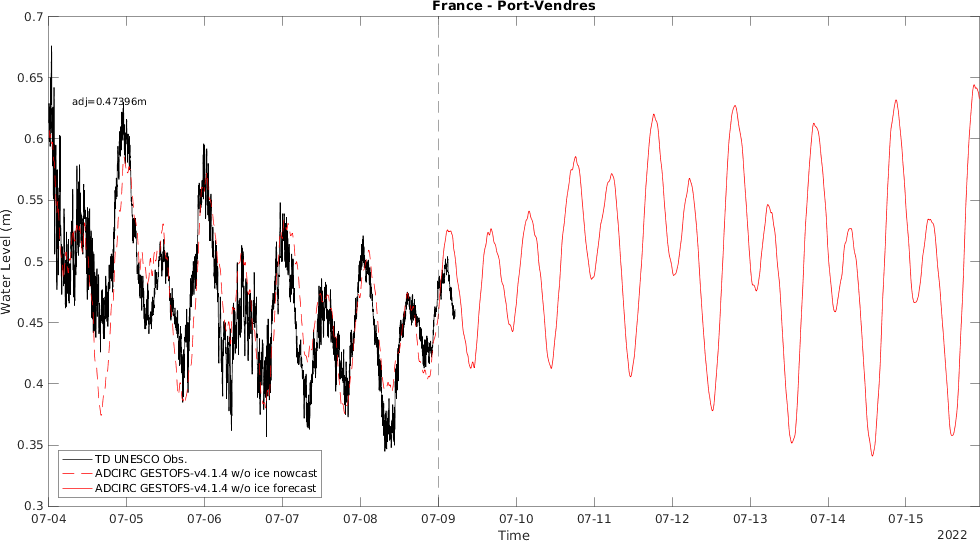 France - Port-Vendres
0.7
0.65
0.6
0.55
0.5
0.45
0.4
0.35
0.3
Water Level (m)
adj=0.47396m
TD UNESCO Obs.
ADCIRC GESTOFS-v4.1.4 w/o ice nowcast
ADCIRC GESTOFS-v4.1.4 w/o ice forecast
07-04 07-05 07-06 07-07 07-08 07-09 07-10 07-11 07-12 07-13 07-14 07-15
Time
2022